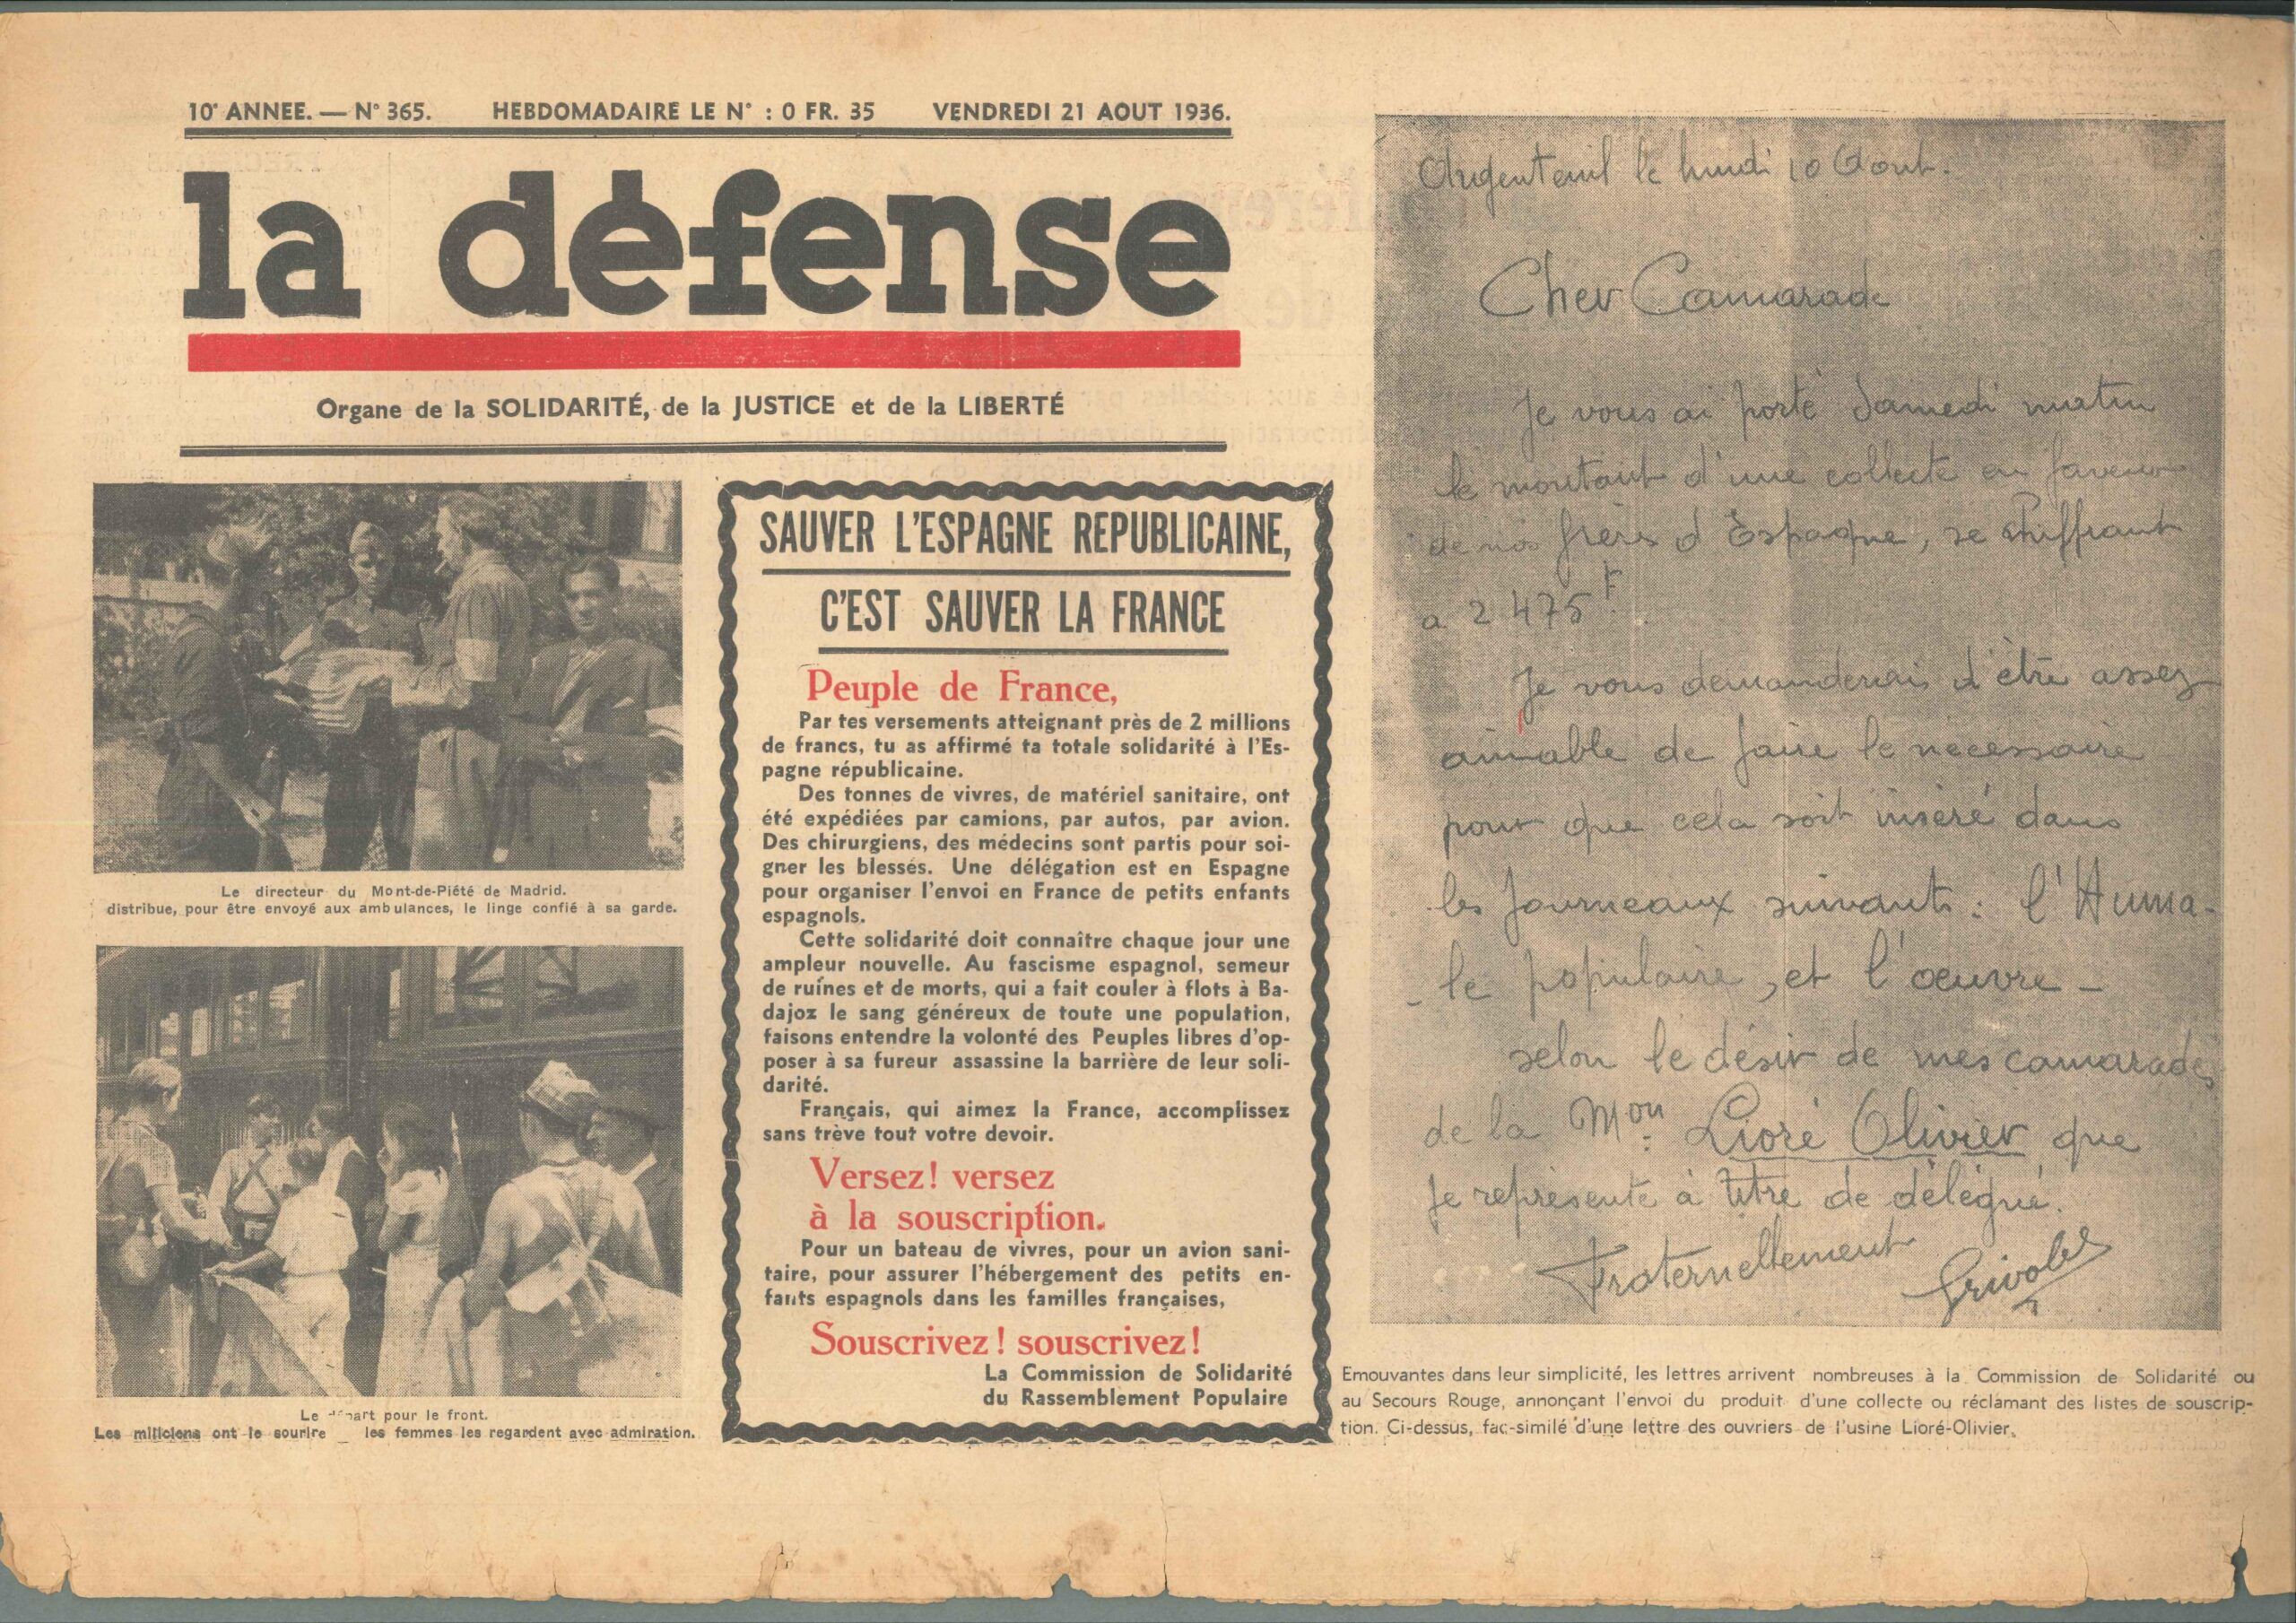 10e ANNEE. — N° 365. HEBDOMADAIRE LE N° : 0 FR. 35 VENDREDI 21 AOUT 1936.
la défense
Organe de la SOLIDARITÉ, de la JUSTICE et de la LIBERTÉ
Le directeur du Mont-de-Piété de Madrid.
distribue, pour être envoyé aux ambulances, le linge confié à sa garde.
Le départ pour le front.
Les miliciens ont le sourire les femmes les regardent avec admiration.
SAUVER L'ESPAGNE REPUBLICAINE,
C'EST SAUVER LA FRANCE
Peuple de France,
Par tes versements atteignant près de 2 millions
de francs, tu as affirmé ta totale solidarité à l'Es-
pagne républicaine.
Des tonnes de vivres, de matériel sanitaire, ont
été expédiées par camions, par autos, par avion.
Des chirurgiens, des médecins sont partis pour soi-
gner les blessés. Une délégation est en Espagne
pour organiser l'envoi en France de petits enfants
espagnols.
Cette solidarité doit connaître chaque jour une
ampleur nouvelle. Au fascisme espagnol, semeur
de ruines et de morts, qui a fait couler à flots à Ba-
dajoz le sang généreux de toute une population,
faisons entendre la volonté des Peuples libres d'op-
poser à sa fureur assassine la barrière de leur soli-
darité.
Français, qui aimez la France, accomplissez
sans trève tout votre devoir.
Versez! versez
à la souscription.
Pour un bateau de vivres, pour un avion sani-
taire, pour assurer l'hébergement des petits en-
fants espagnols dans les familles françaises,
Souscrivez! souscrivez!
La Commission de Solidarité
du Rassemblement Populaire
Argenteuil le lundi 10 Aout.
Cher Camarade
Je vous ai porté Samedi matin
le montant d'une collecte en faveur
de nos frères d'Espagne, se chiffrant
a 2 475 F.
Je vous demanderais d'être assez
aimable de faire le necessaire
pour que cela soit inséré dans
les journeaux suivants : l'Huma-
le populaire, et l'oeuvre -
selon le désir de mes camarades
de la Mon Lioré Olivier que
je représente à titre de délégué.
Fraternellement
Emouvantes dans leur simplicité, les lettres arrivent nombreuses à la Commission de Solidarité ou
au Secours Rouge, annonçant l'envoi du produit d'une collecte ou réclamant des listes de souscrip-
tion. Ci-dessus, fac-similé d'une lettre des ouvriers de l'usine Lioré-Olivier.